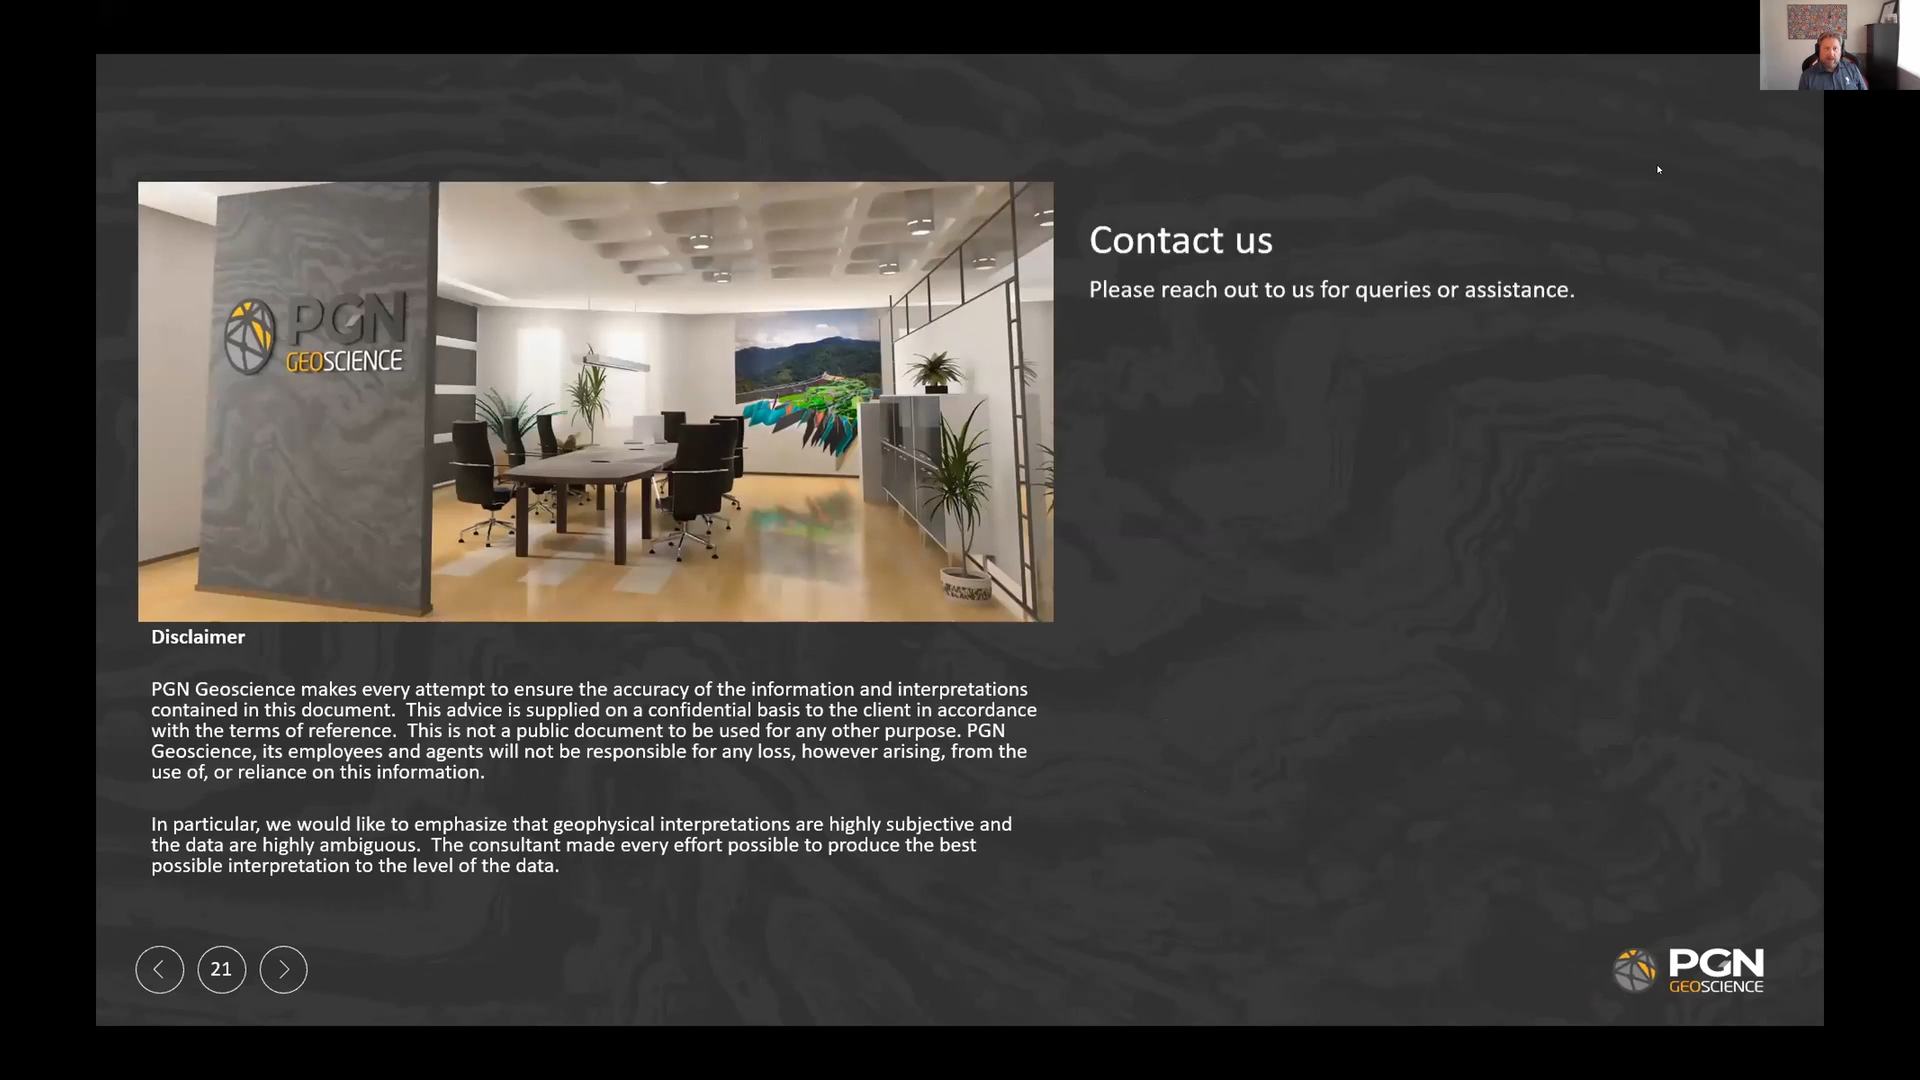 PGN
GEOSCIENCE
Contact us
Please reach out to us for queries or assistance.
Disclaimer
PGN Geoscience makes every attempt to ensure the accuracy of the information and interpretations
contained in this document.  This advice is supplied on a confidential basis to the client in accordance
with the terms of reference.  This is not a public document to be used for any other purpose. PGN
Geoscience, its employees and agents will not be responsible for any loss, however arising, from the
use of, or reliance on this information.
In particular, we would like to emphasize that geophysical interpretations are highly subjective and
the data are highly ambiguous.  The consultant made every effort possible to produce the best
possible interpretation to the level of the data.
21
PGN
GEOSCIENCE